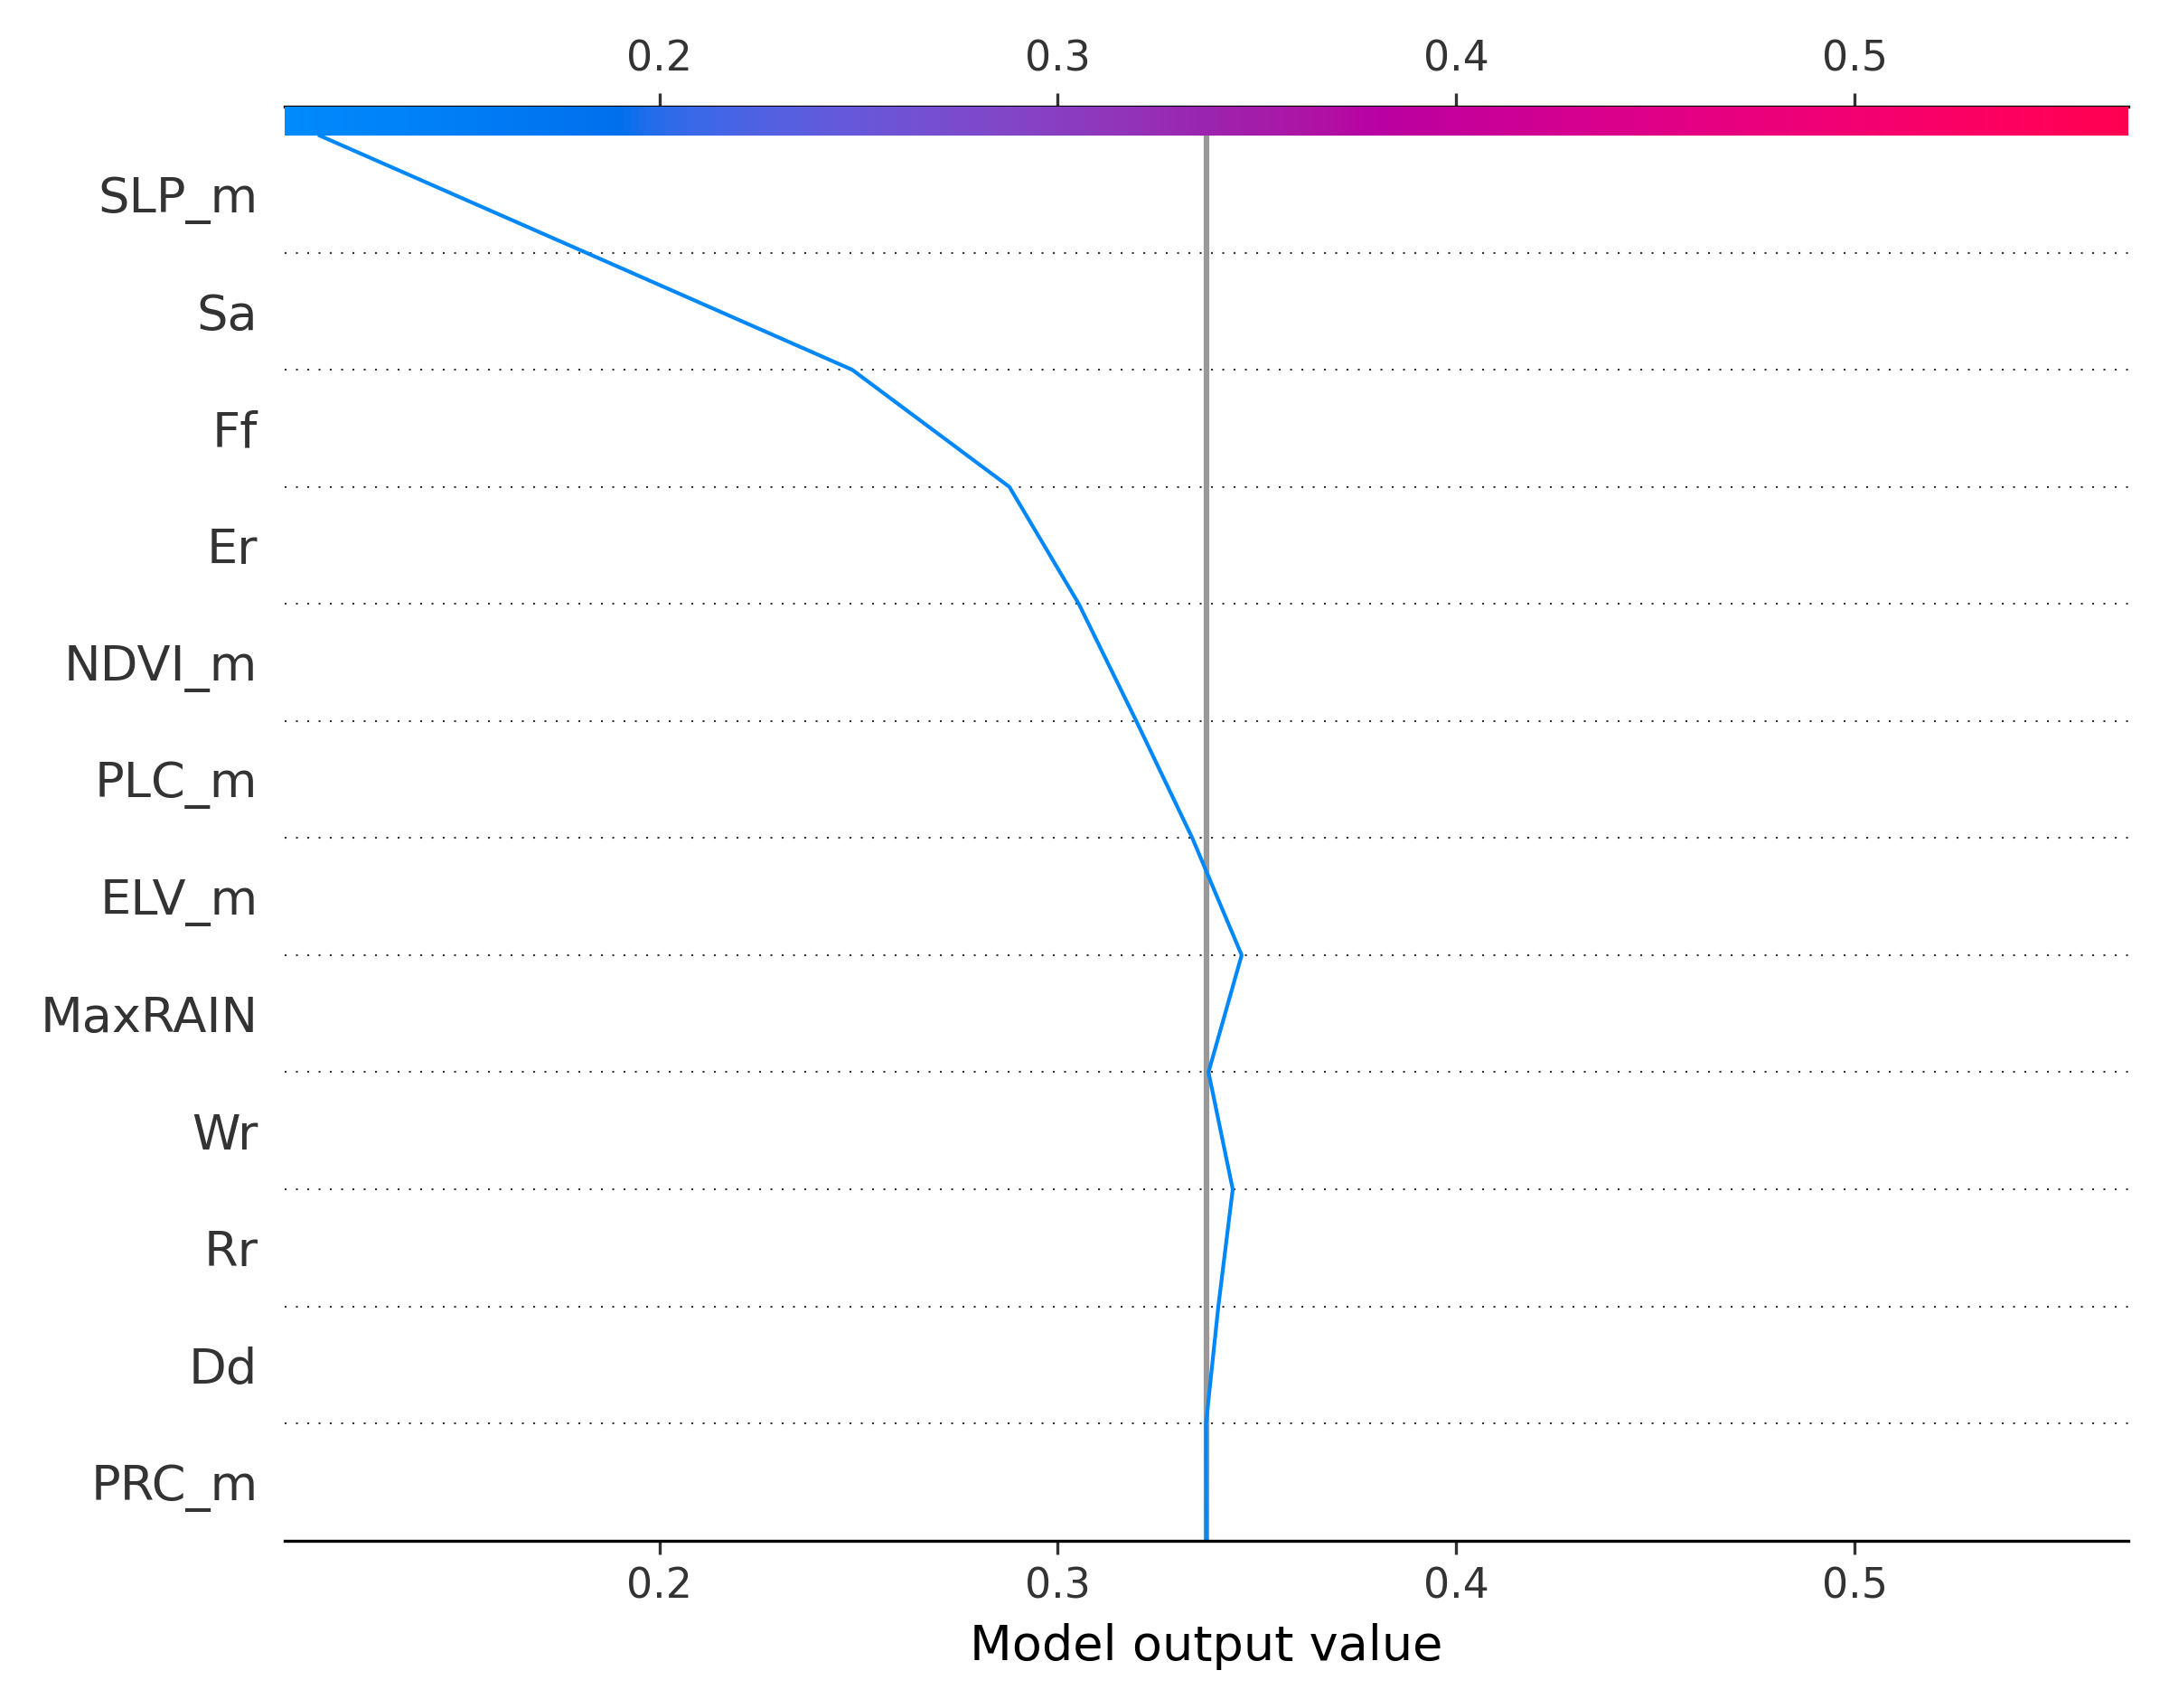 0.2 0.3 0.4 0.5
SLP_m
Sa
Ff
Er
NDVI_m
PLC_m
ELV_m
MaxRAIN
Wr
Rr
Dd
PRC_m
0.2 0.3 0.4 0.5
Model output value